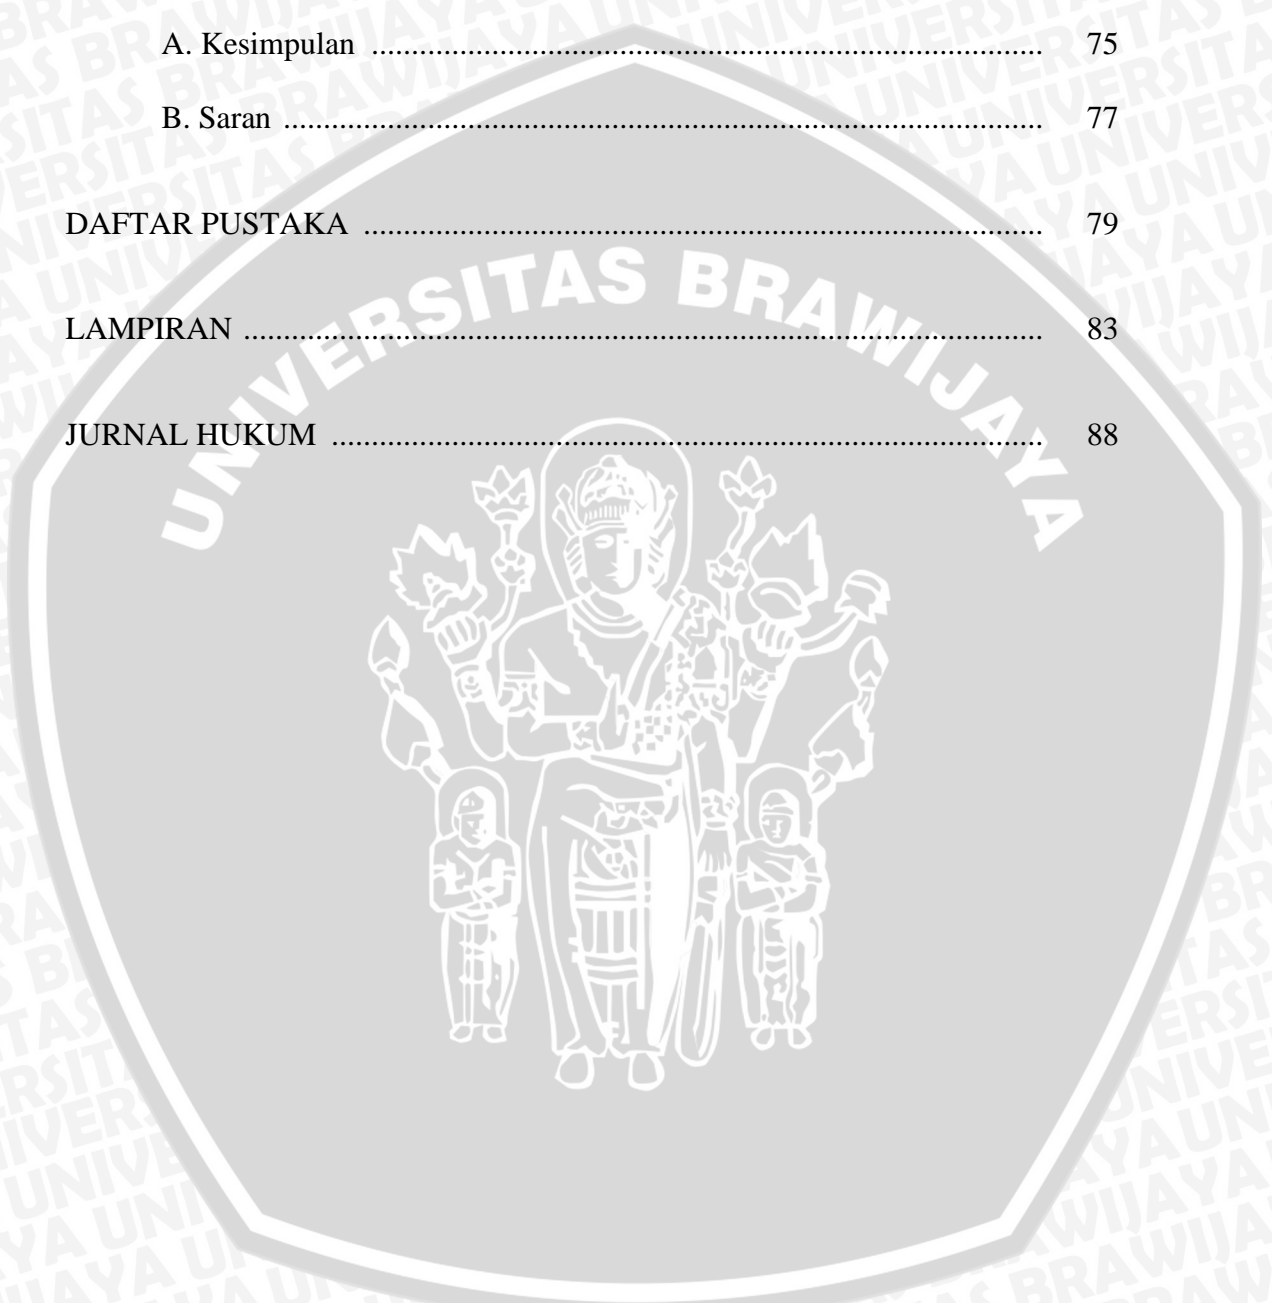 A. Kesimpulan .................................................................................... 75
B. Saran ............................................................................................... 77
DAFTAR PUSTAKA ..................................................................................... 79
LAMPIRAN .................................................................................................... 83
JURNAL HUKUM ......................................................................................... 88
UNIVERSITAS BRAWIJAYA